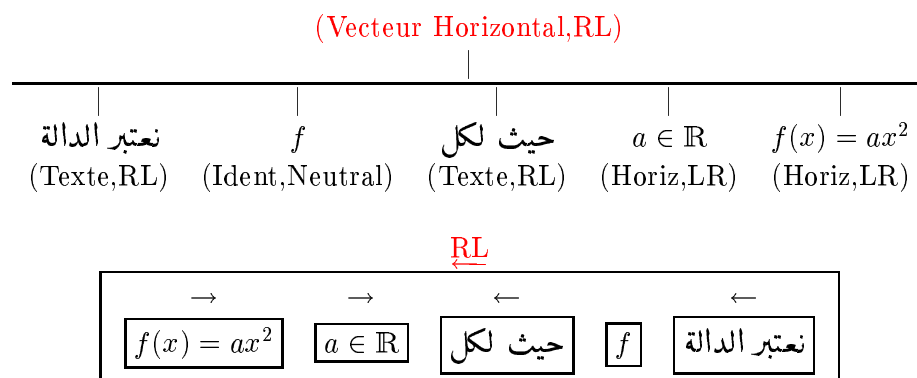 (Vecteur Horizontal,RL)
نعتبر الدالة f حيث لكل a ∈ ℝ f(x) = ax²
(Texte,RL) (Ident,Neutral) (Texte,RL) (Horiz,LR) (Horiz,LR)
RL
←
→ → ← ←
f(x) = ax² a ∈ ℝ حيث لكل f نعتبر الدالة